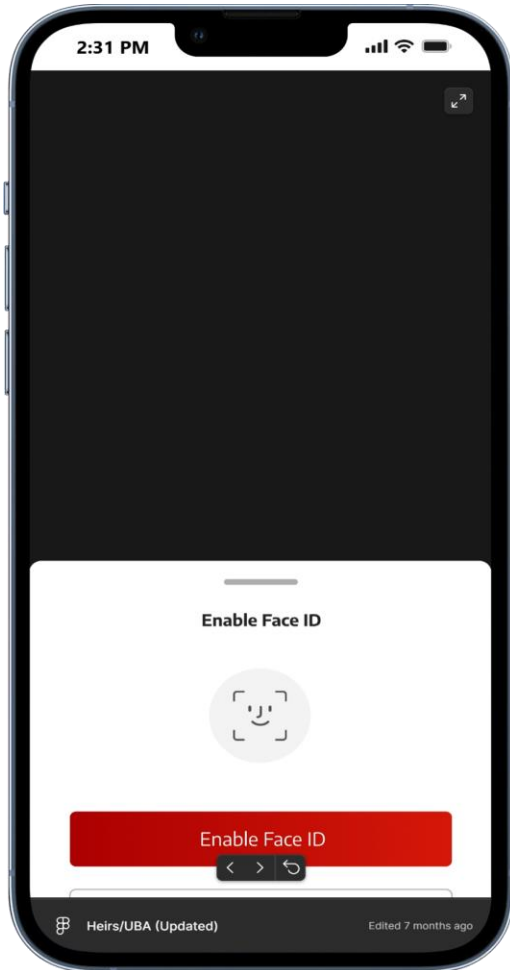 2:31 PM
Enable Face ID
Enable Face ID
Heirs/UBA (Updated)
Edited 7 months ago